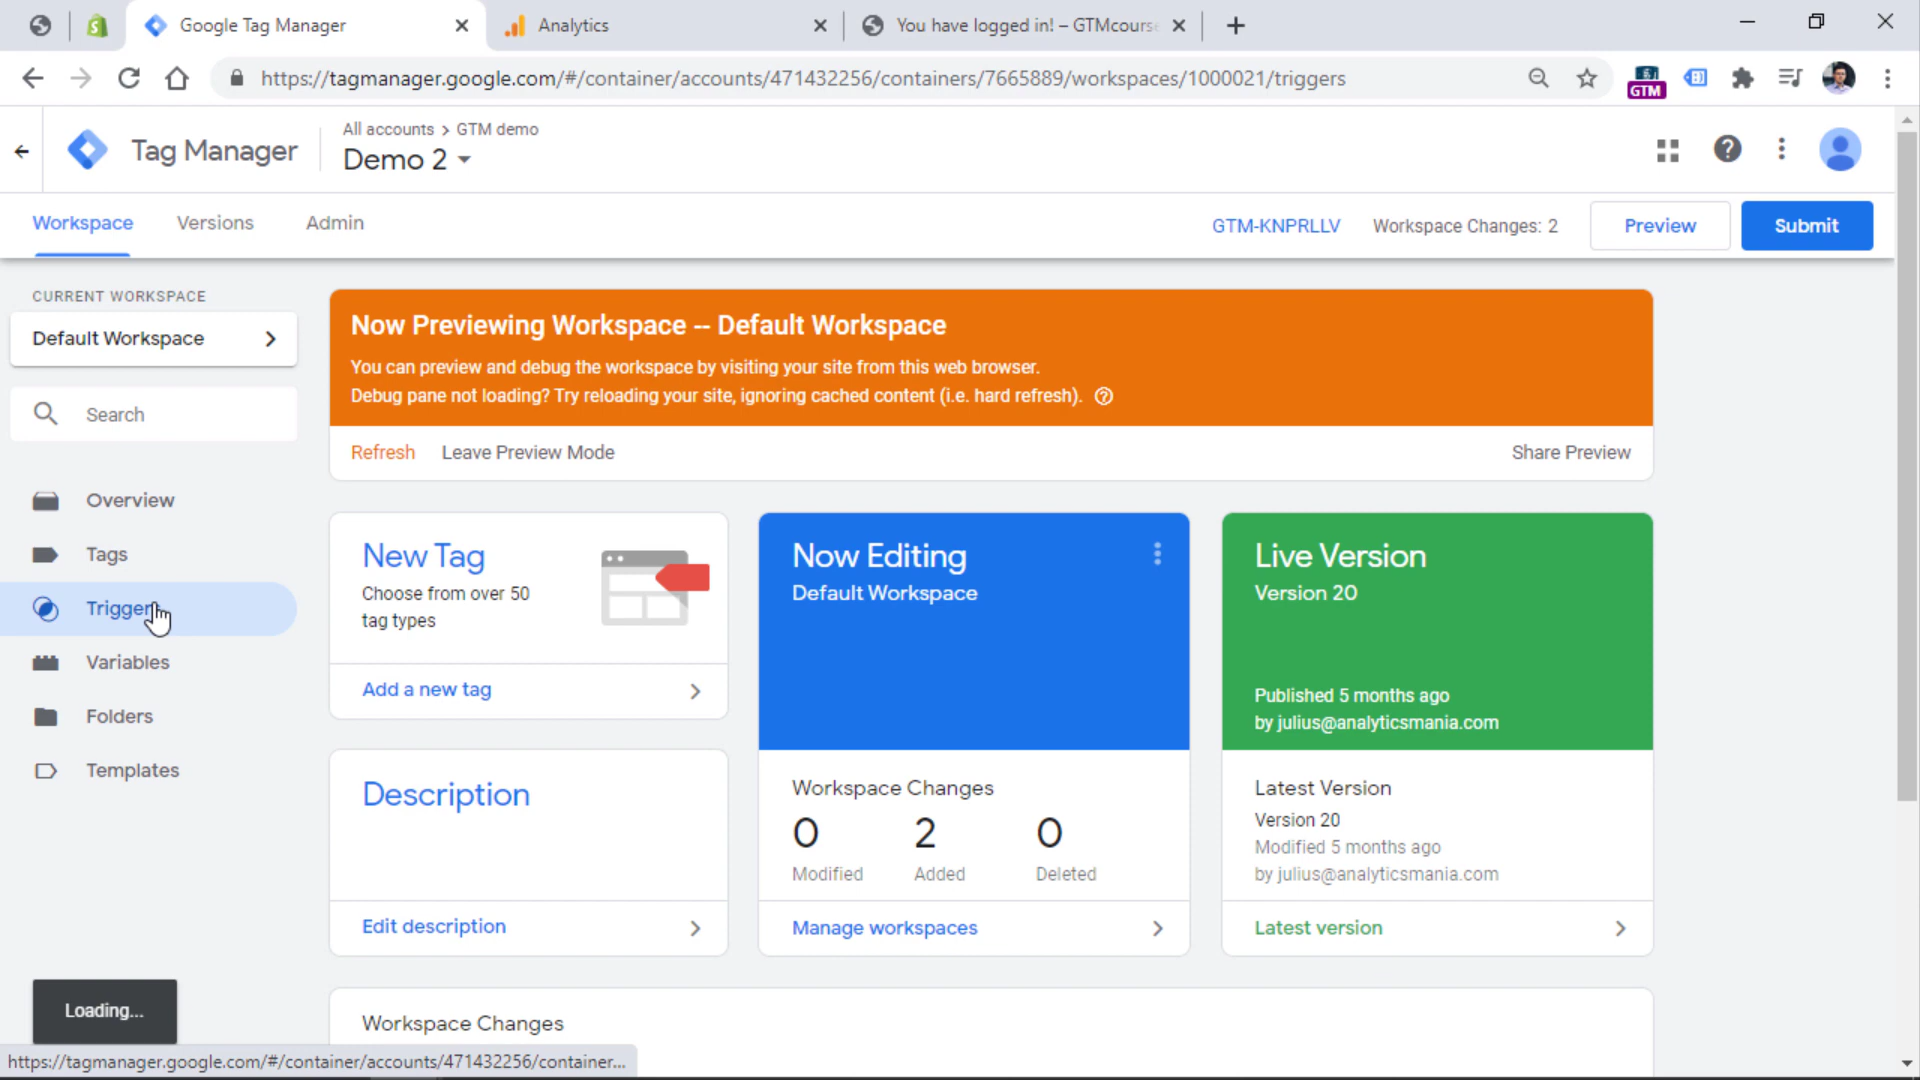 Google Tag Manager
Analytics
You have logged in! – GTMcours
https://tagmanager.google.com/#/container/accounts/471432256/containers/7665889/workspaces/1000021/triggers
GTM
Tag Manager
All accounts > GTM demo
Demo 2
Workspace
Versions
Admin
GTM-KNPRLLV
Workspace Changes: 2
Preview
Submit
CURRENT WORKSPACE
Default Workspace
Search
Overview
Tags
Trigger
Variables
Folders
Templates
Now Previewing Workspace -- Default Workspace
You can preview and debug the workspace by visiting your site from this web browser.
Debug pane not loading? Try reloading your site, ignoring cached content (i.e. hard refresh).
Refresh
Leave Preview Mode
Share Preview
New Tag
Choose from over 50
tag types
Add a new tag
Description
Edit description
Now Editing
Default Workspace
Workspace Changes
0 2 0
Modified Added Deleted
Manage workspaces
Live Version
Version 20
Published 5 months ago
by julius@analyticsmania.com
Latest Version
Version 20
Modified 5 months ago
by julius@analyticsmania.com
Latest version
Workspace Changes
Loading...
https://tagmanager.google.com/#/container/accounts/471432256/container...